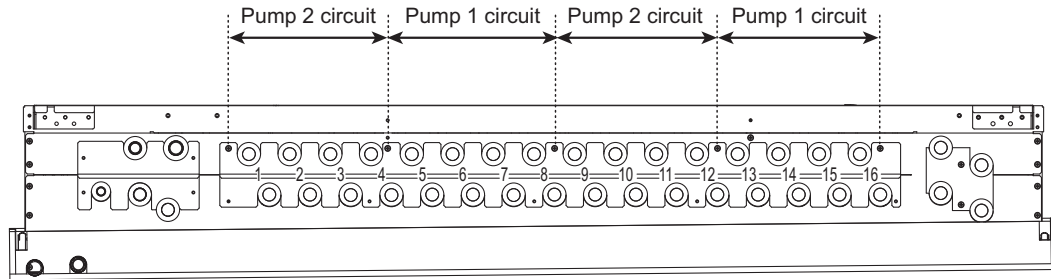 Pump 2 circuit Pump 1 circuit Pump 2 circuit Pump 1 circuit
1 2 3 4 5 6 7 8 9 10 11 12 13 14 15 16